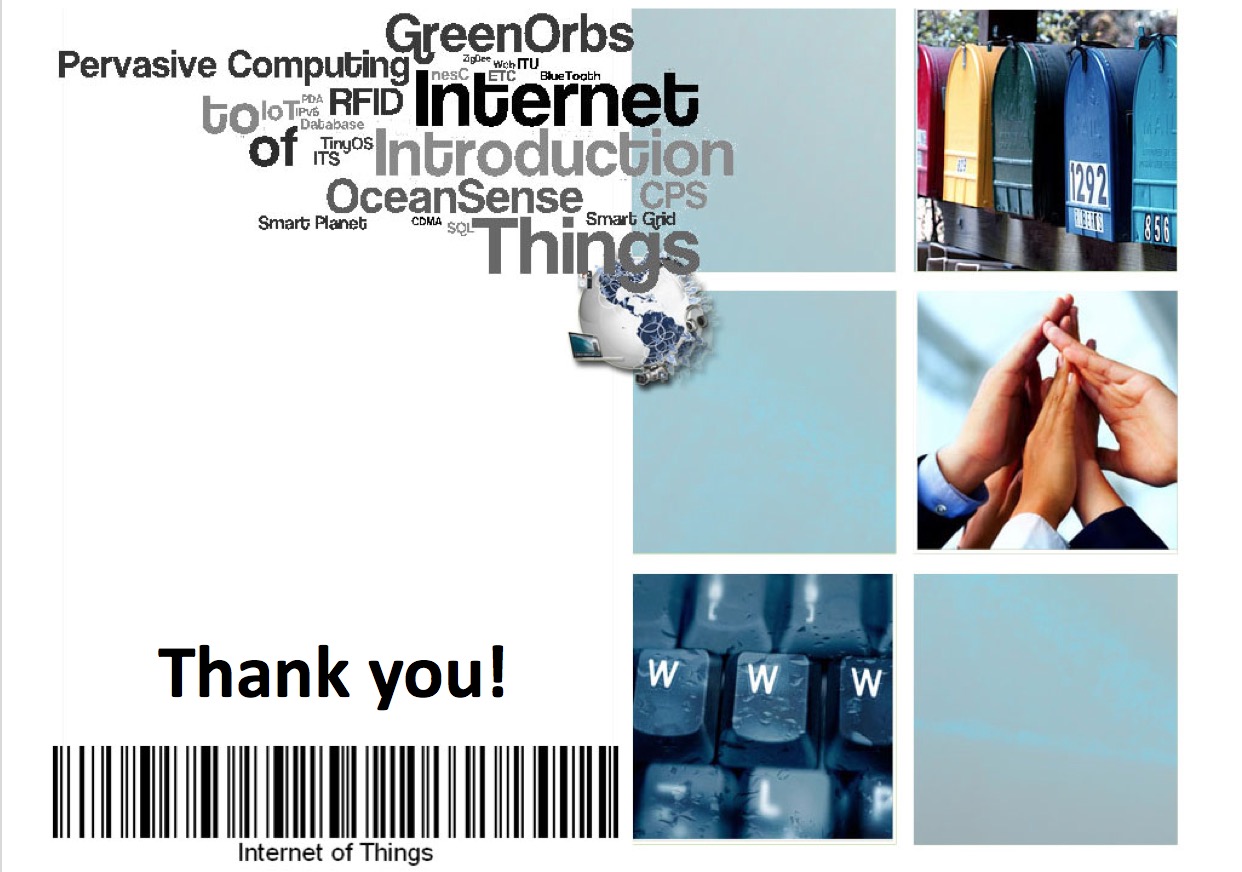 GreenOrbs
Pervasive Computing
ZigBee Web ITU
nesC ETC BlueTooth
to IoT PDA IPv6 RFID Internet
Database
of TinyOS
ITS Introduction
OceanSense CPS
Smart Planet CDMA SQL Smart Grid
Things
1292
856
W W W
L P
Thank you!
Internet of Things